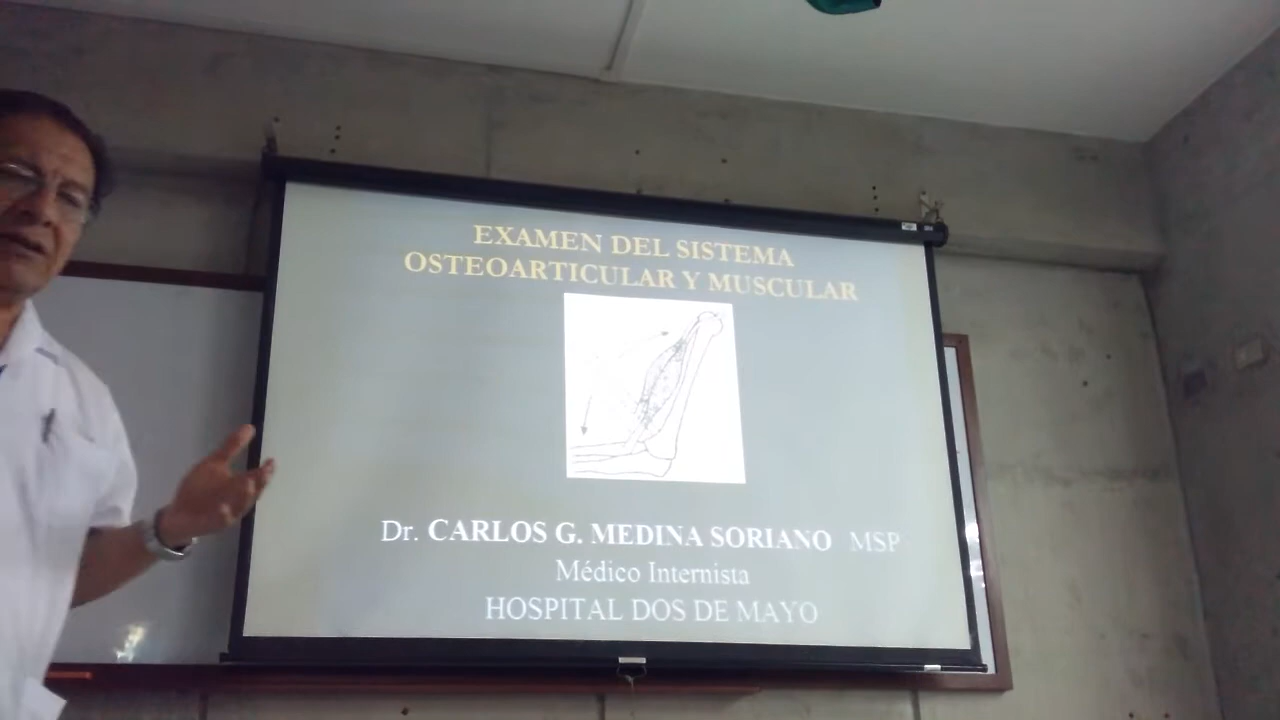 EXAMEN DEL SISTEMA
OSTEOARTICULAR Y MUSCULAR
Dr. CARLOS G. MEDINA SORIANO MSP
Médico Internista
HOSPITAL DOS DE MAYO